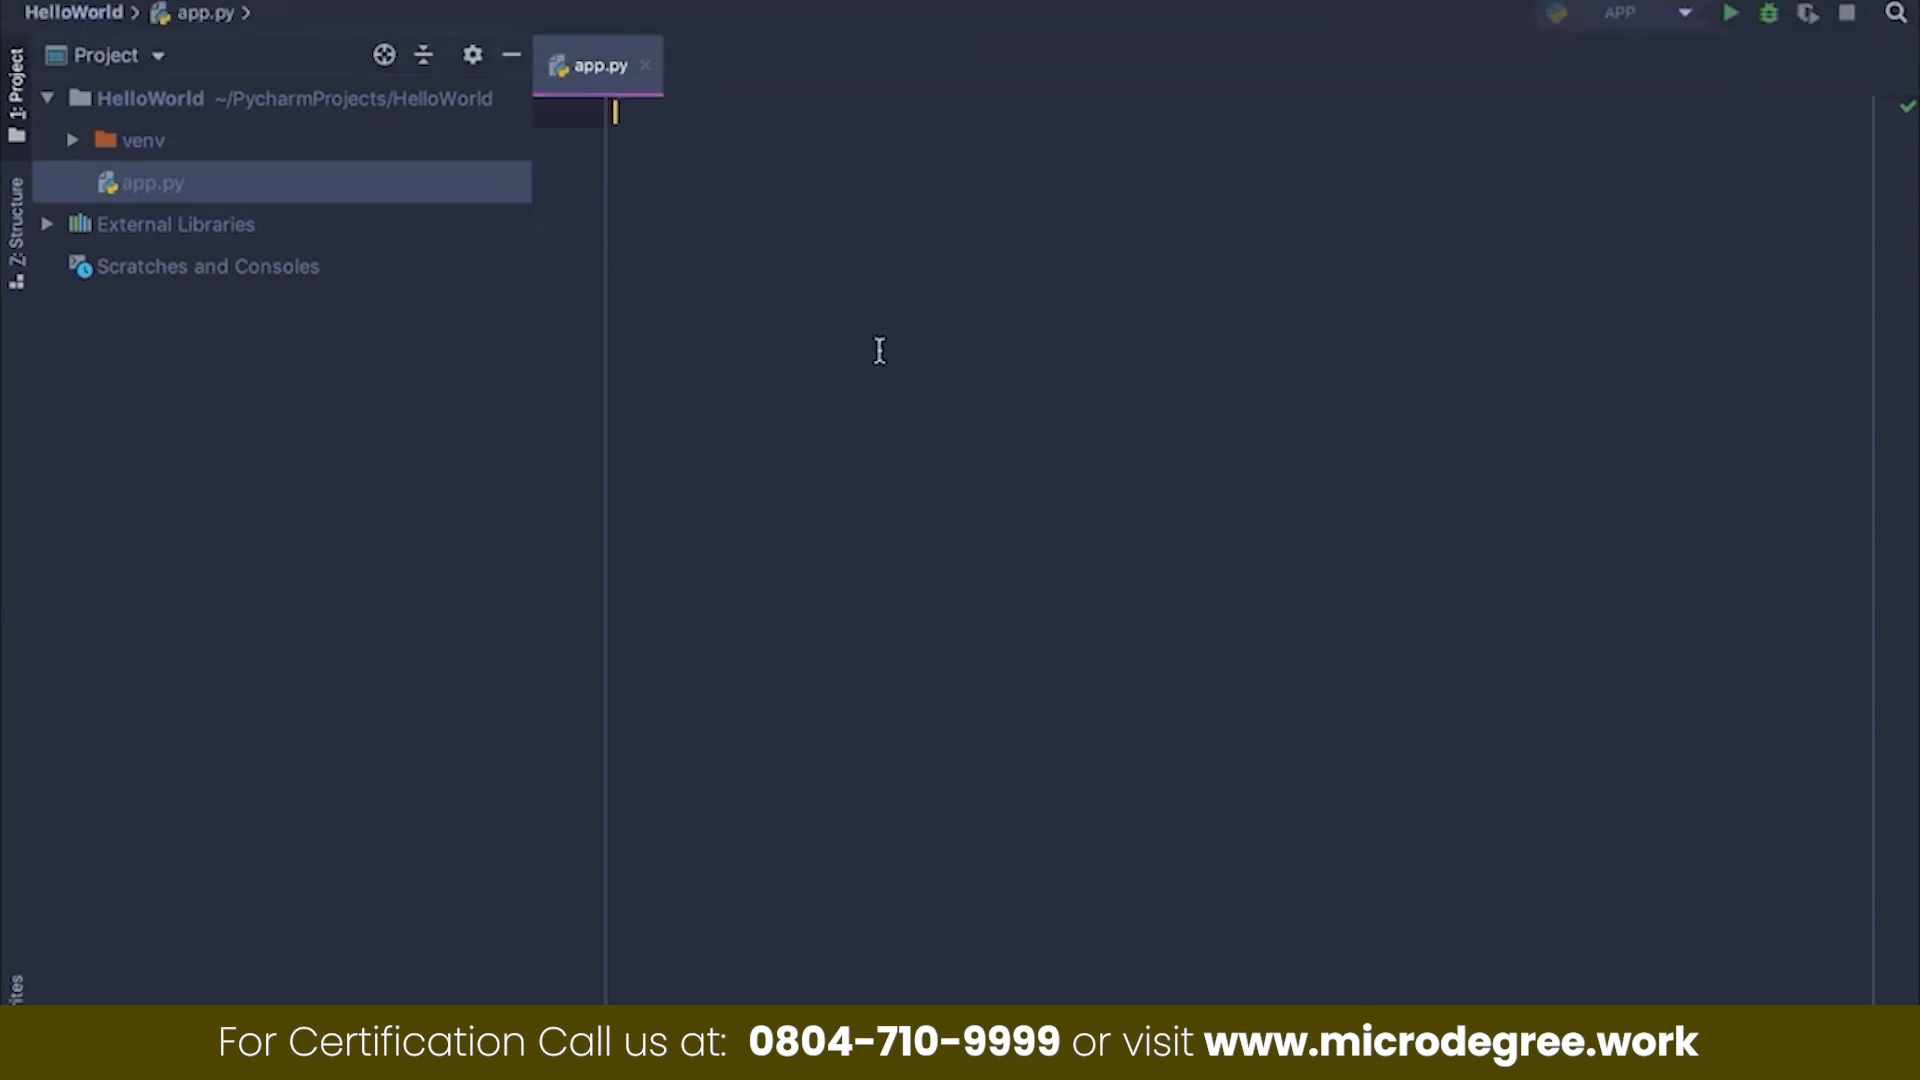 HelloWorld > app.py >
APP
1: Project
Project
app.py
HelloWorld ~/PycharmProjects/HelloWorld
venv
app.py
Z: Structure
External Libraries
Scratches and Consoles
ites
For Certification Call us at: 0804-710-9999 or visit www.microdegree.work